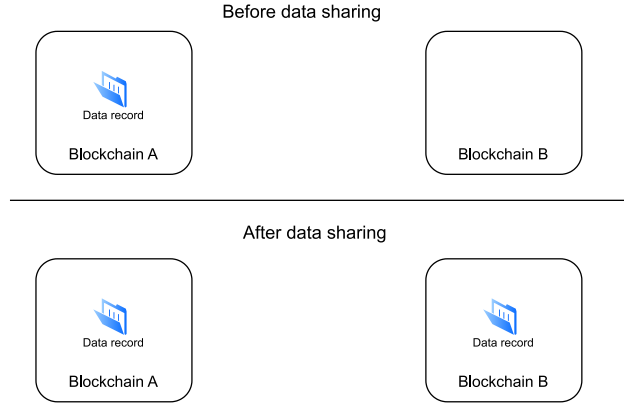 Before data sharing
Data record
Blockchain A
Blockchain B
After data sharing
Data record
Data record
Blockchain A
Blockchain B